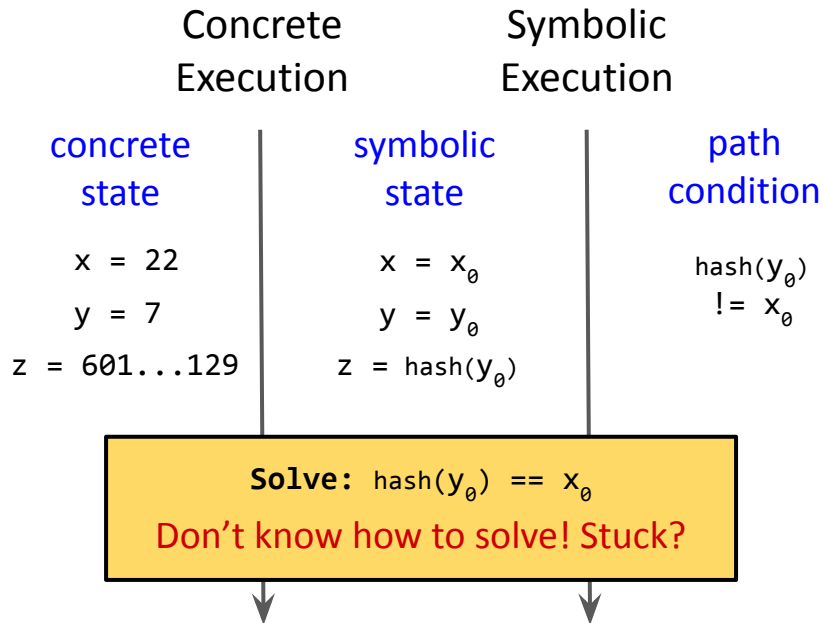 Concrete Execution
Symbolic Execution
concrete state
symbolic state
path condition
x = 22
x = x₀
hash(y₀)
!= x₀
y = 7
y = y₀
z = 601...129
z = hash(y₀)
Solve: hash(y₀) == x₀
Don't know how to solve! Stuck?